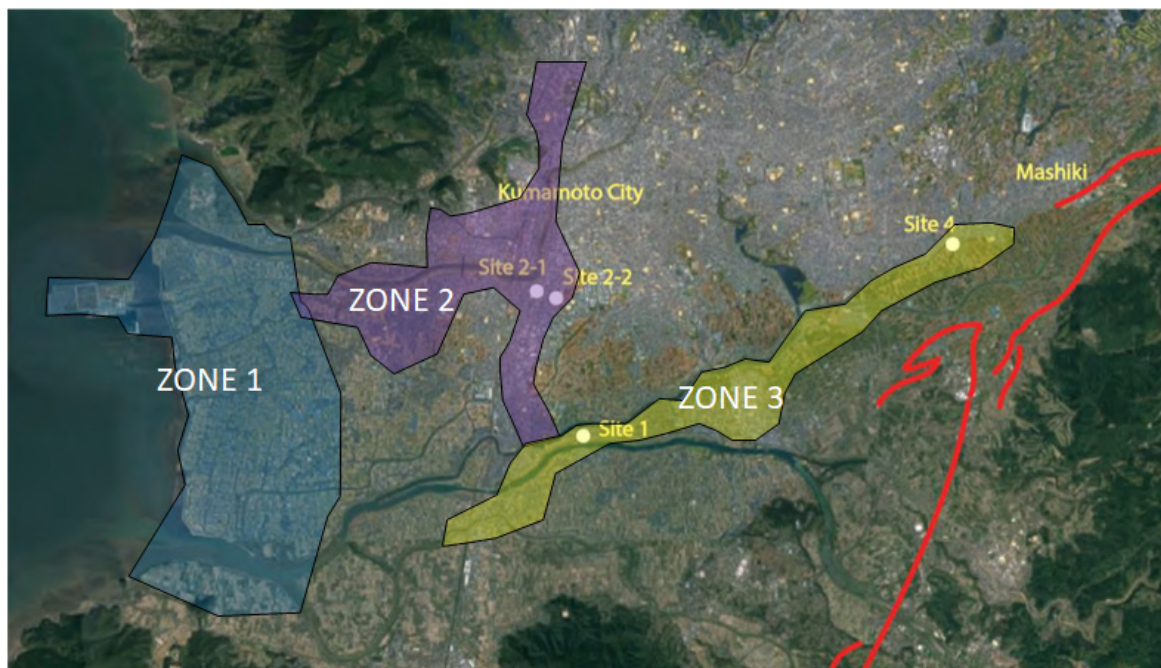 Mashiki
Kumamoto City
Site 4
Site 2-1
Site 2-2
ZONE 2
ZONE 1
ZONE 3
Site 1